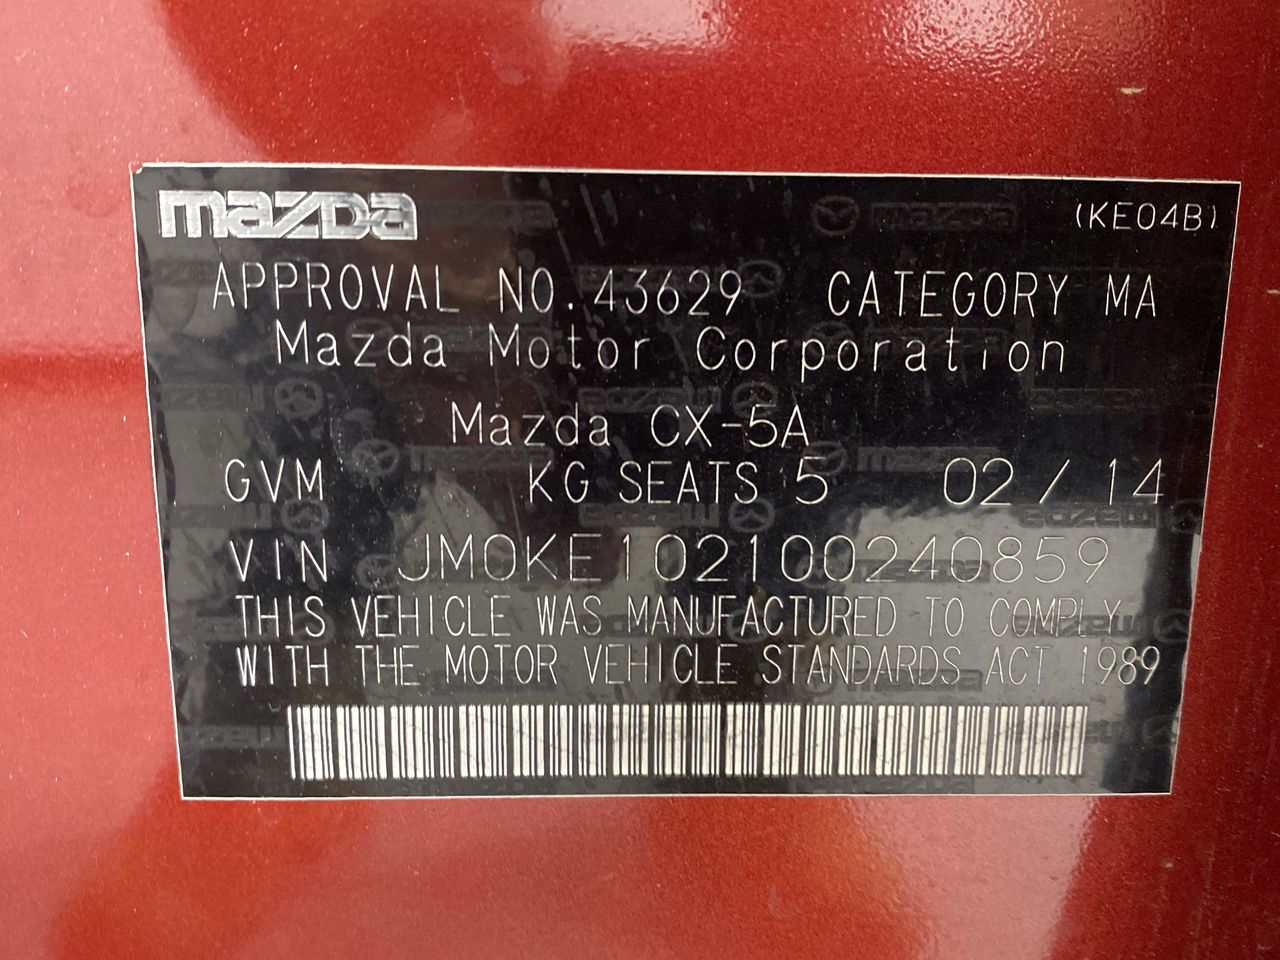 mazda (KE04B)
APPROVAL NO. 43629 CATEGORY MA
Mazda Motor Corporation
Mazda CX-5A
GVM KG SEATS 5 02 / 14
VIN JM0KE102100240859
THIS VEHICLE WAS MANUFACTURED TO COMPLY
WITH THE MOTOR VEHICLE STANDARDS ACT 1989